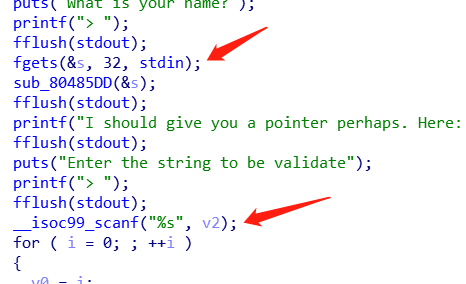 puts("What is your name?");
printf("> ");
fflush(stdout);
fgets(&s, 32, stdin);
sub_80485DD(&s);
fflush(stdout);
printf("I should give you a pointer perhaps. Here:
fflush(stdout);
puts("Enter the string to be validate");
printf("> ");
fflush(stdout);
__isoc99_scanf("%s", v2);
for ( i = 0; ; ++i )
{
v0 = i;